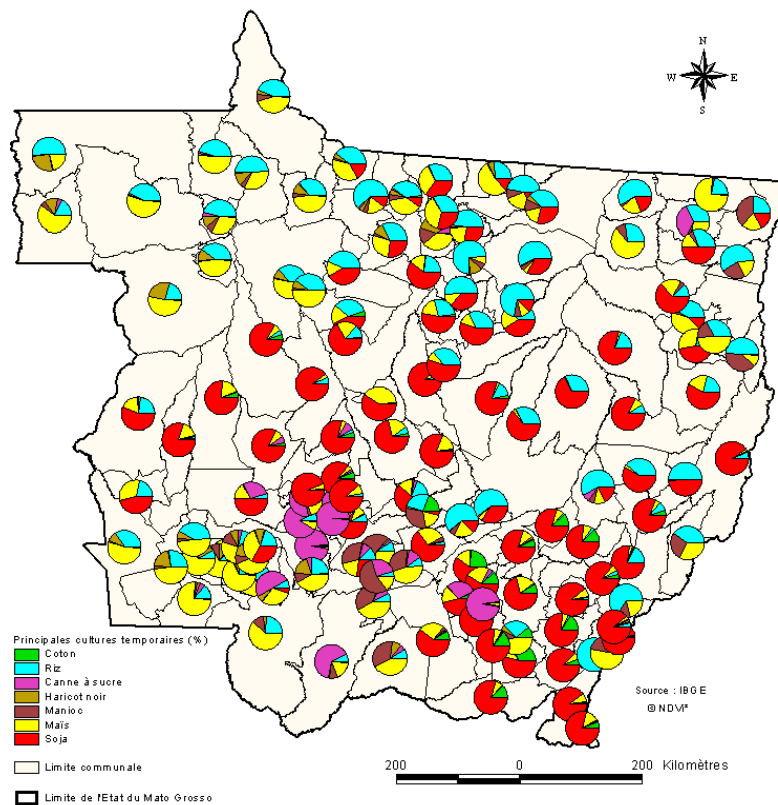 N
W E
S
Principales cultures temporaires (%)
Coton
Riz
Canne à sucre
Haricot noir
Manioc
Maïs
Soja
Limite communale
Limite de l'Etat du Mato Grosso
Source : IBGE
200 0 200 Kilomètres